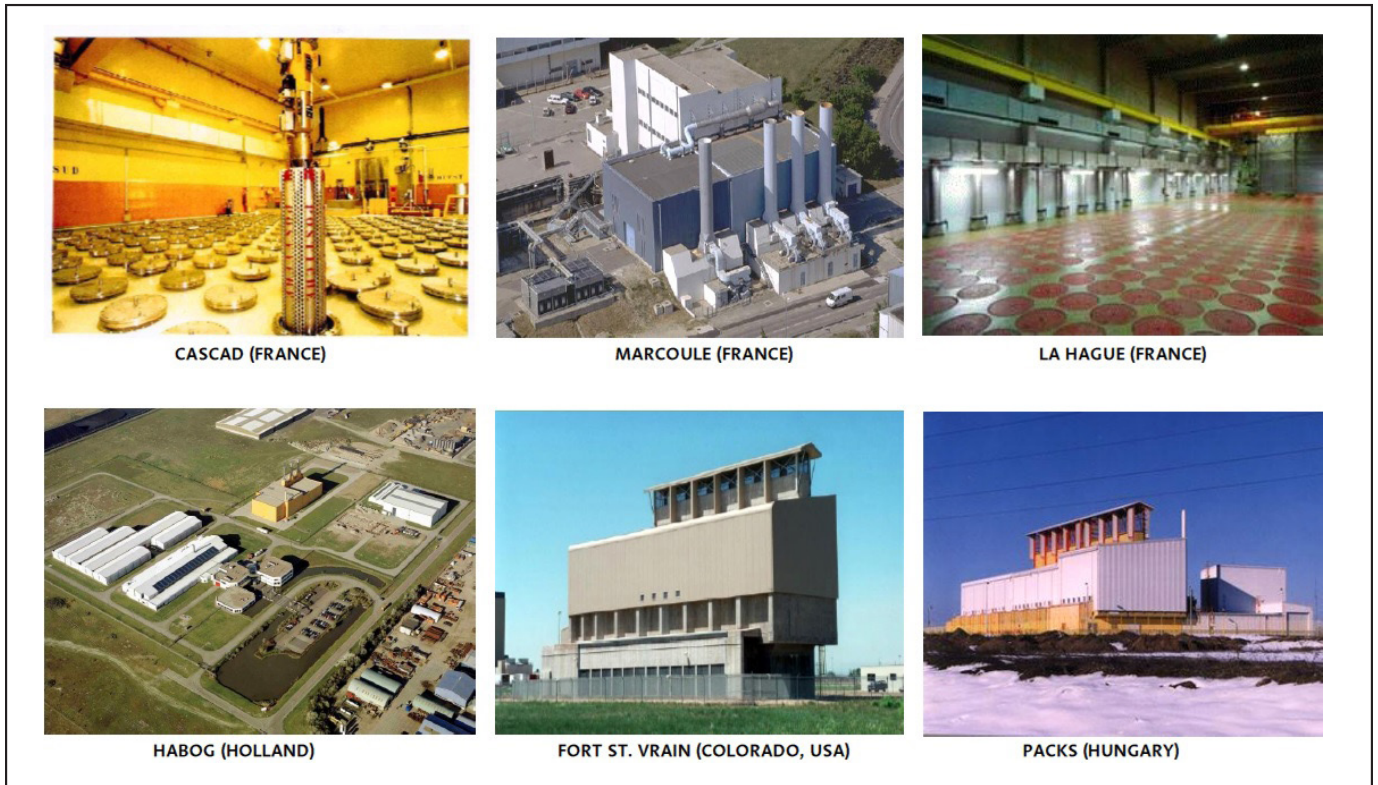 SUD
CASCAD (FRANCE)
MARCOULE (FRANCE)
LA HAGUE (FRANCE)
HABOG (HOLLAND)
FORT ST. VRAIN (COLORADO, USA)
PACKS (HUNGARY)